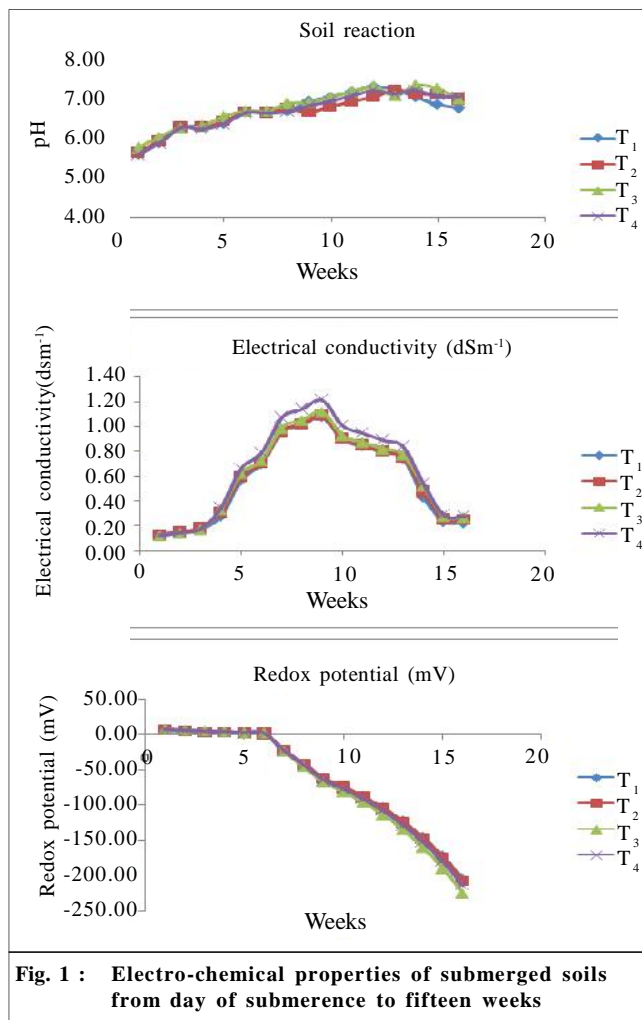 Soil reaction
8.00
7.00
6.00
5.00
4.00
pH
0 5 10 15 20
Weeks
T1
T2
T3
T4
Electrical conductivity (dSm-1)
1.40
1.20
1.00
0.80
0.60
0.40
0.20
0.00
Electrical conductivity(dsm-1)
0 5 10 15 20
Weeks
T1
T2
T3
T4
Redox potential (mV)
50.00
0.00
-50.00
-100.00
-150.00
-200.00
-250.00
Redox potential (mV)
0 5 10 15 20
Weeks
T1
T2
T3
T4
Fig. 1 : Electro-chemical properties of submerged soils
from day of submerence to fifteen weeks